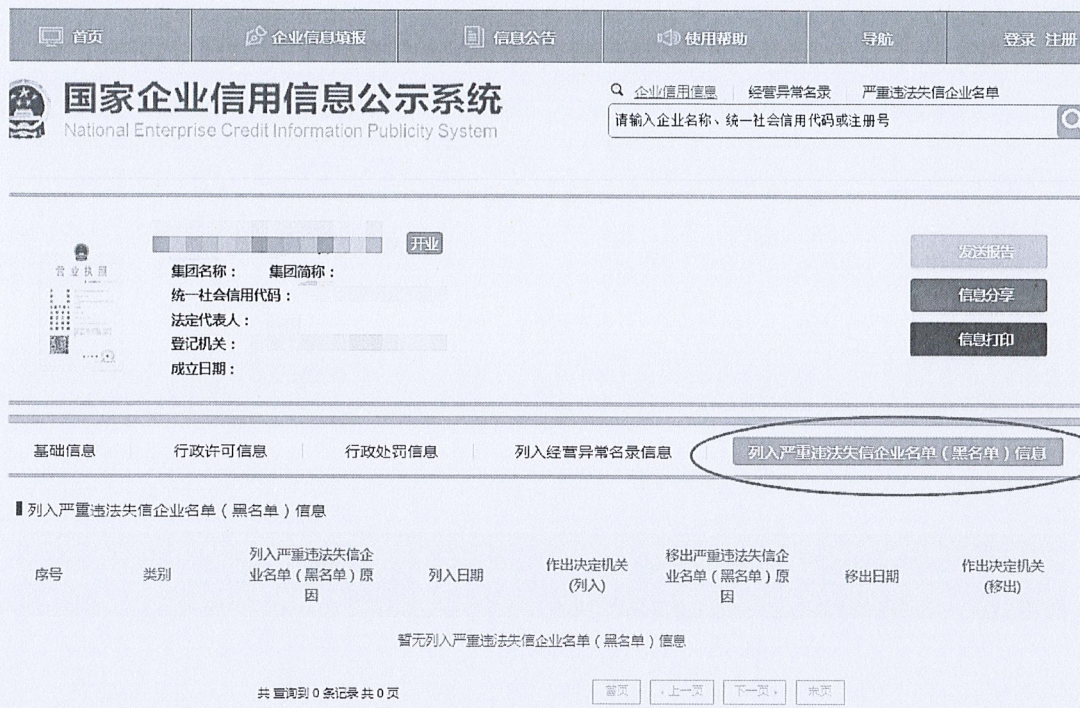 首页 企业信息填报 信息公告 使用帮助 导航 登录 注册
国家企业信用信息公示系统
National Enterprise Credit Information Publicity System
企业信用信息 经营异常名录 严重违法失信企业名单
请输入企业名称、统一社会信用代码或注册号
营业执照
开业
集团名称： 集团简称：
统一社会信用代码：
法定代表人：
登记机关：
成立日期：
发送报告
信息分享
信息打印
基础信息 行政许可信息 行政处罚信息 列入经营异常名录信息 列入严重违法失信企业名单（黑名单）信息
列入严重违法失信企业名单（黑名单）信息
序号 类别 列入严重违法失信企业名单（黑名单）原因 列入日期 作出决定机关(列入) 移出严重违法失信企业名单（黑名单）原因 移出日期 作出决定机关(移出)
暂无列入严重违法失信企业名单（黑名单）信息
共查询到0条记录共0页 首页 上一页 下一页 末页